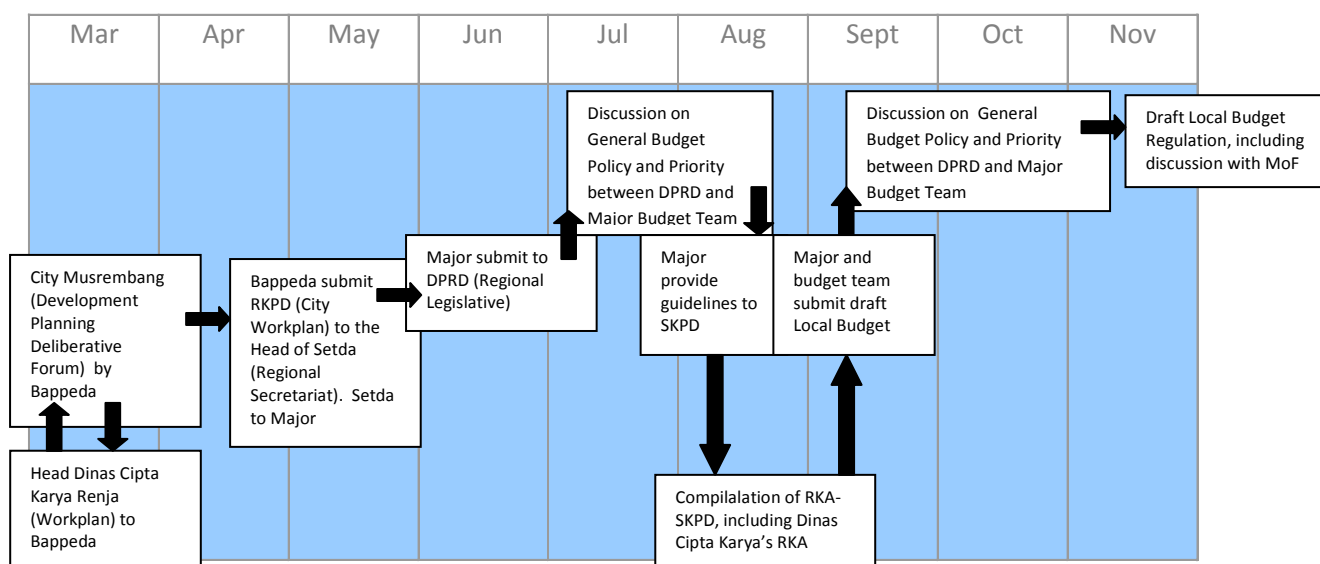 Mar
Apr
May
Jun
Jul
Aug
Sept
Oct
Nov
City Musrembang
(Development
Planning
Deliberative
Forum) by
Bappeda
Head Dinas Cipta
Karya Renja
(Workplan) to
Bappeda
Bappeda submit
RKPD (City
Workplan) to the
Head of Setda
(Regional
Secretariat). Setda
to Major
Major submit to
DPRD (Regional
Legislative)
Discussion on
General Budget
Policy and Priority
between DPRD and
Major Budget Team
Major
provide
guidelines to
SKPD
Compilalation of RKA-
SKPD, including Dinas
Cipta Karya’s RKA
Major and
budget team
submit draft
Local Budget
Discussion on General
Budget Policy and Priority
between DPRD and Major
Budget Team
Draft Local Budget
Regulation, including
discussion with MoF